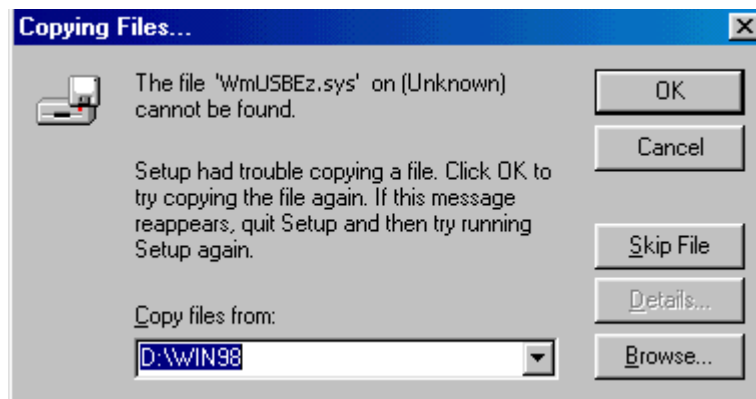 Copying Files...
The file 'WmUSBEz.sys' on (Unknown)
cannot be found.
Setup had trouble copying a file. Click OK to
try copying the file again. If this message
reappears, quit Setup and then try running
Setup again.
Copy files from:
D:\WIN98
OK
Cancel
Skip File
Details...
Browse...